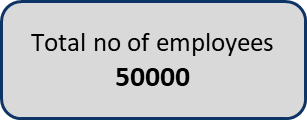 Total no of employees
50000